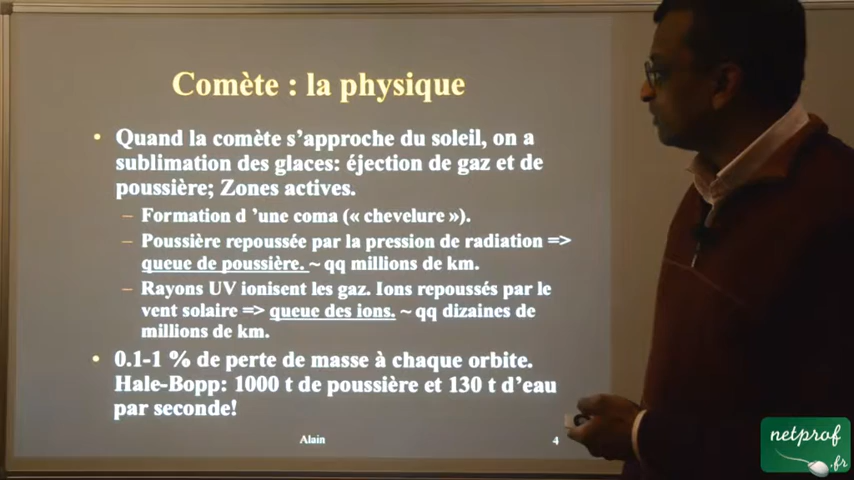 Comète : la physique
• Quand la comète s’approche du soleil, on a
sublimation des glaces: éjection de gaz et de
poussière; Zones actives.
– Formation d ’une coma (« chevelure »).
– Poussière repoussée par la pression de radiation =>
queue de poussière. ~ qq millions de km.
– Rayons UV ionisent les gaz. Ions repoussés par le
vent solaire => queue des ions. ~ qq dizaines de
millions de km.
• 0.1-1 % de perte de masse à chaque orbite.
Hale-Bopp: 1000 t de poussière et 130 t d’eau
par seconde!
Alain
4
netprof
.fr